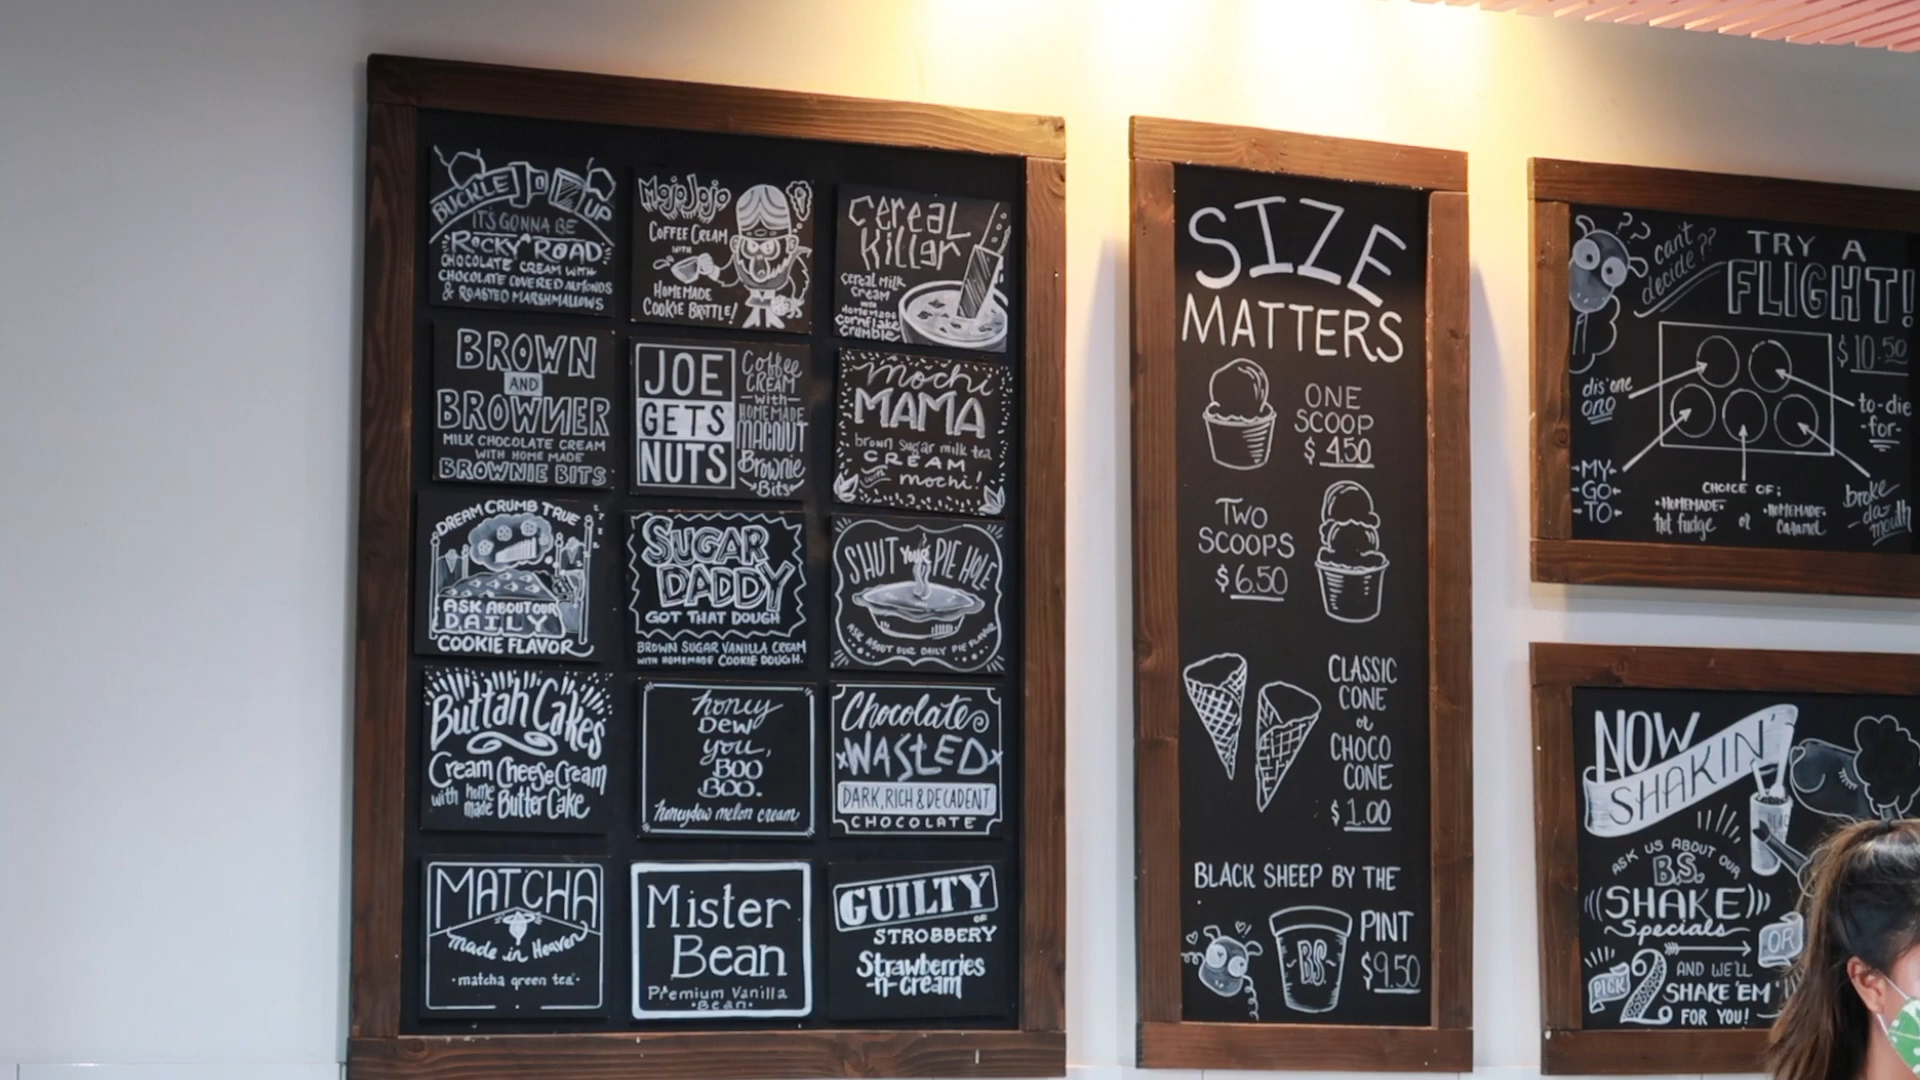 BUCKLE UP
IT'S GONNA BE
ROCKY ROAD
CHOCOLATE CREAM WITH
CHOCOLATE COVERED ALMONDS
& ROASTED MARSHMALLOWS
MojoJojo
COFFEE CREAM
WITH
HOMEMADE
COOKIE BRITTLE!
Cereal
Killer
Cereal Milk
Cream
WITH
HOMEMADE
Cornflake
Crumble
BROWN
AND
BROWNER
MILK CHOCOLATE CREAM
WITH HOME MADE
BROWNIE BITS
JOE
GETS
NUTS
Coffee
CREAM
-with-
HOMEMADE
MACNUT
Brownie
Bits
mochi
MAMA
brown sugar milk tea
CREAM
with mochi!
DREAM CRUMB TRUE
ASK ABOUT OUR
DAILY
COOKIE FLAVOR
SUGAR
DADDY
GOT THAT DOUGH
BROWN SUGAR VANILLA CREAM
WITH HOMEMADE COOKIE DOUGH.
SHUT YOUR PIE HOLE
ASK ABOUT OUR DAILY PIE FLAVOR
Buttah Cakes
Cream Cheese Cream
with home made Butter Cake
honey
DEW
you,
BOO
BOO.
honeydew melon cream
Chocolate
WASTED
DARK, RICH & DECADENT
CHOCOLATE
MATCHA
made in Heaven
·matcha green tea·
Mister
Bean
Premium Vanilla
·Bean·
GUILTY
OF
STROBBERY
Strawberries
-n-cream
SIZE
MATTERS
ONE
SCOOP
$4.50
TWO
SCOOPS
$6.50
CLASSIC
CONE
or
CHOCO
CONE
$1.00
BLACK SHEEP BY THE
PINT
$9.50
B.S.
can't
decide??
TRY A
FLIGHT!
$10.50
dis one
ono
to-die
-for-
MY
GO
TO
CHOICE OF:
·HOMEMADE·
hot fudge
or
·HOMEMADE·
Caramel
broke
-da-
mouth
NOW
SHAKIN'
ASK US ABOUT OUR
B.S.
SHAKE
Specials
OR
PICK 2
AND WE'LL
SHAKE 'EM
FOR YOU!